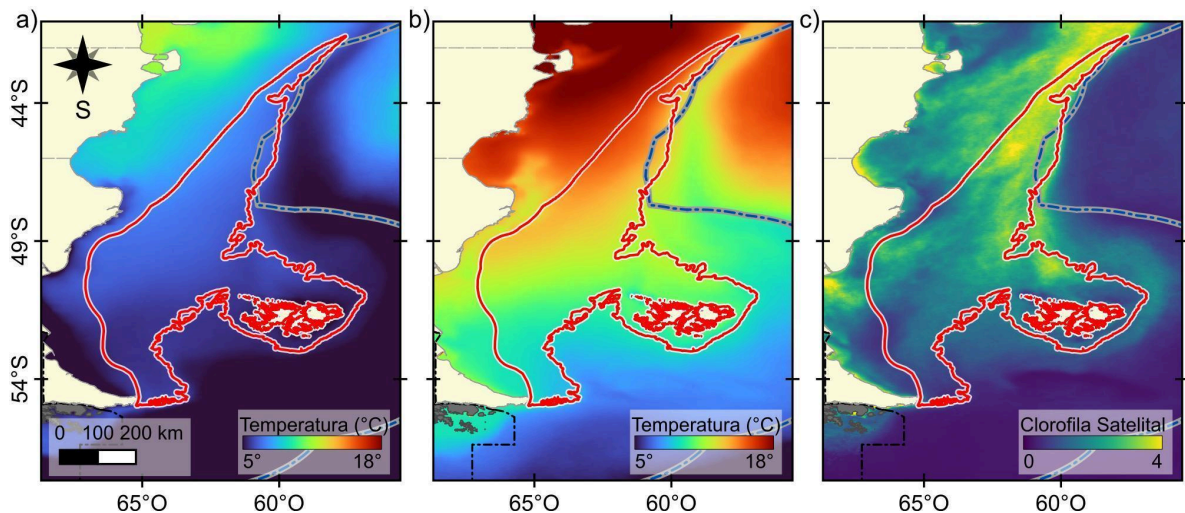 a)
b)
c)
S
44°S
49°S
54°S
0 100 200 km
Temperatura (°C)
5° 18°
Temperatura (°C)
5° 18°
Clorofila Satelital
0 4
65°O 60°O
65°O 60°O
65°O 60°O